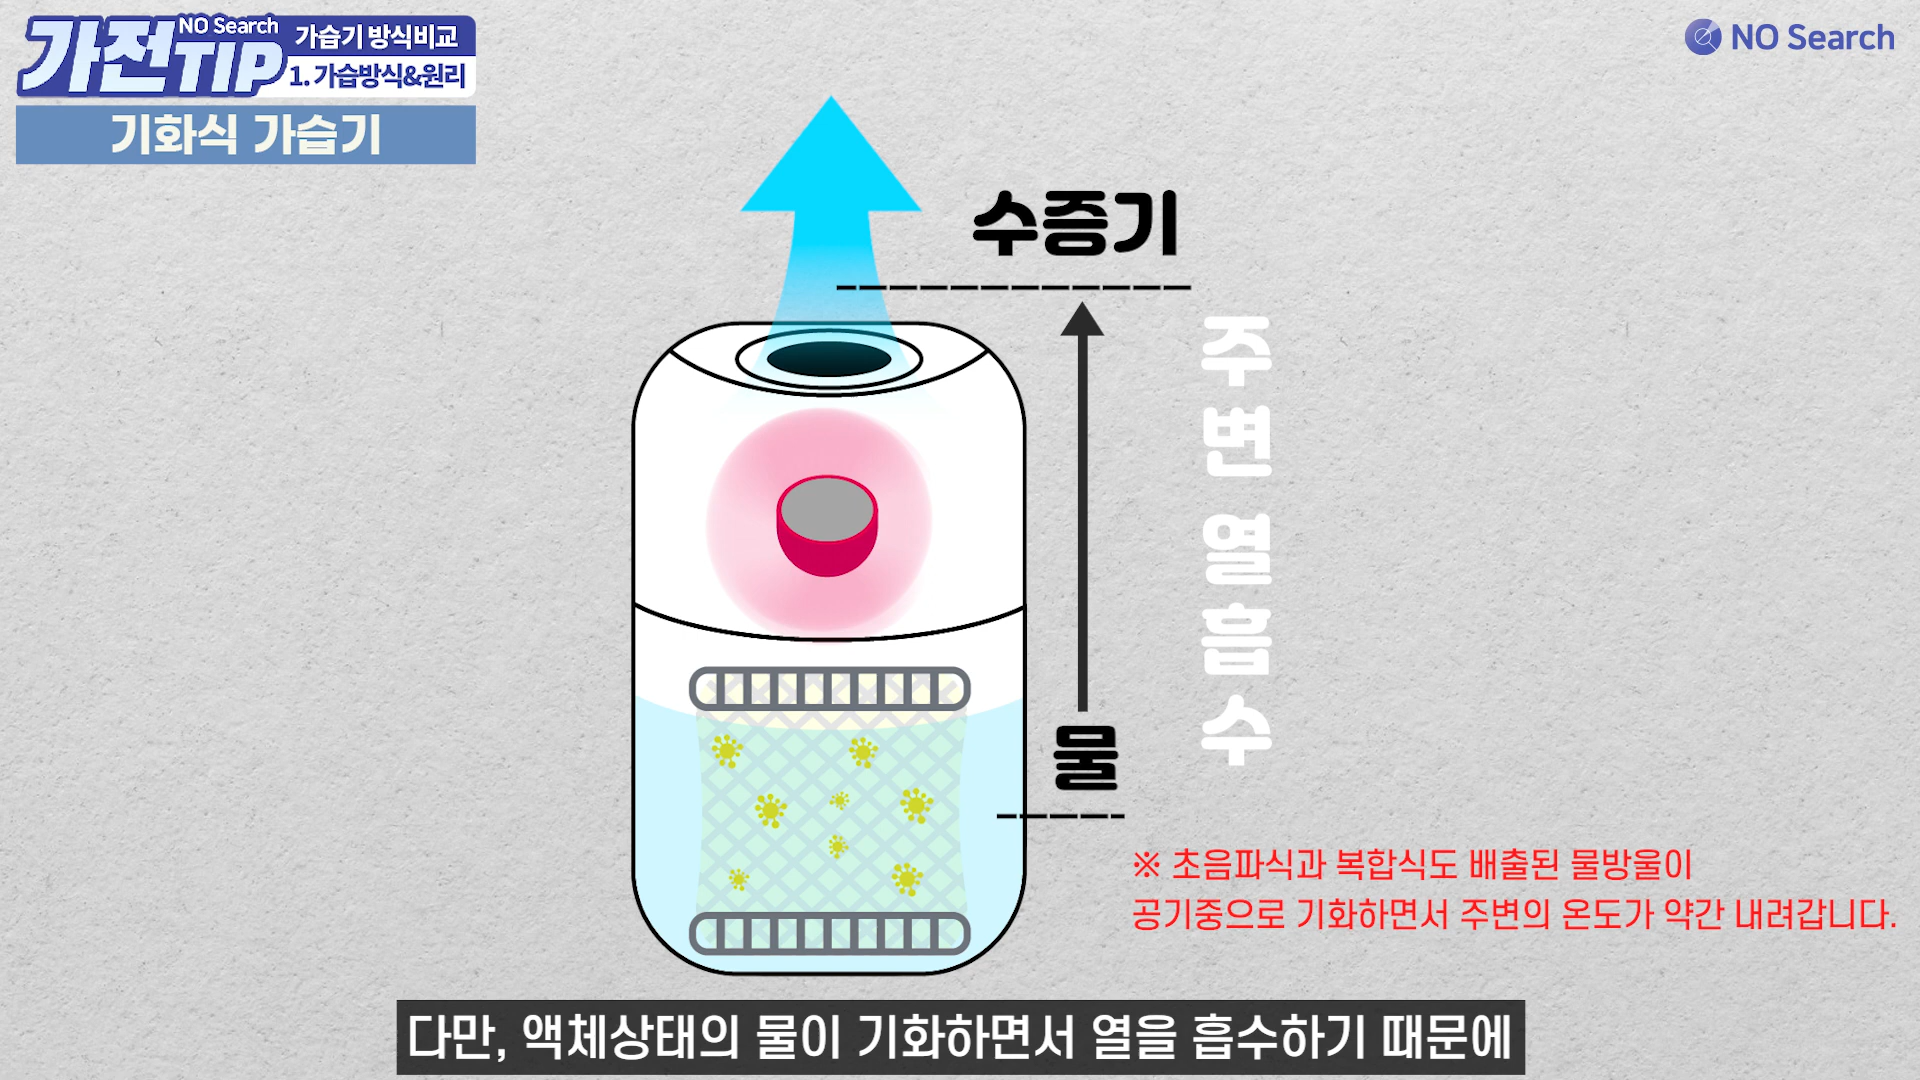 가전TIP
NO Search
가습기 방식비교
1. 가습방식&원리
기화식 가습기
NO Search
수증기
주변 열 흡수
물
※ 초음파식과 복합식도 배출된 물방울이
공기중으로 기화하면서 주변의 온도가 약간 내려갑니다.
다만, 액체상태의 물이 기화하면서 열을 흡수하기 때문에